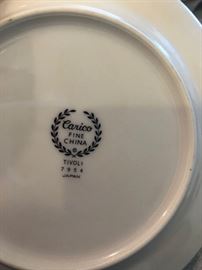 Carico
FINE
CHINA
®
TIVOLI
7954
JAPAN